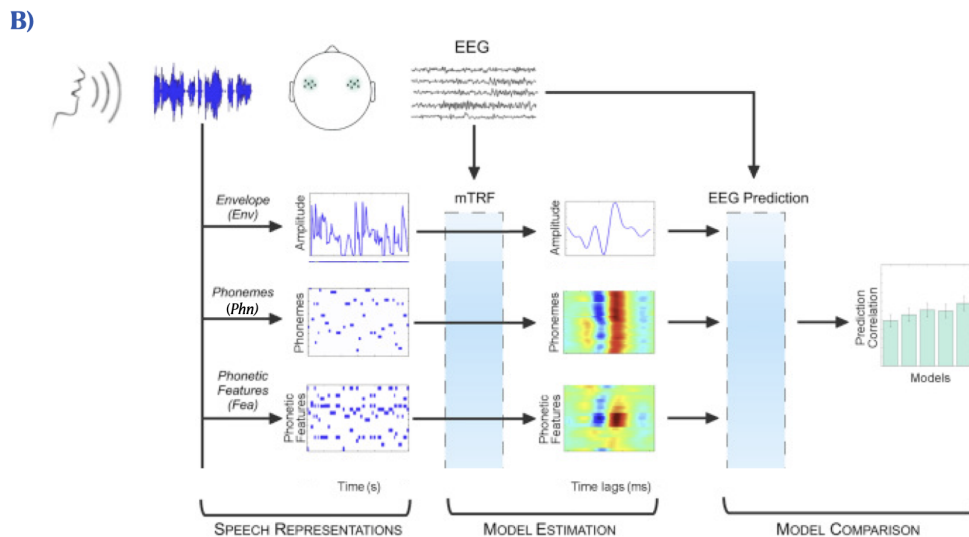 B)
EEG
Envelope
(Env)
Amplitude
mTRF
Amplitude
EEG Prediction
Phonemes
(Phn)
Phonemes
Phonemes
Prediction
Correlation
Models
Phonetic
Features
(Fea)
Phonetic
Features
Phonetic
Features
Time (s)
Time lags (ms)
SPEECH REPRESENTATIONS
MODEL ESTIMATION
MODEL COMPARISON